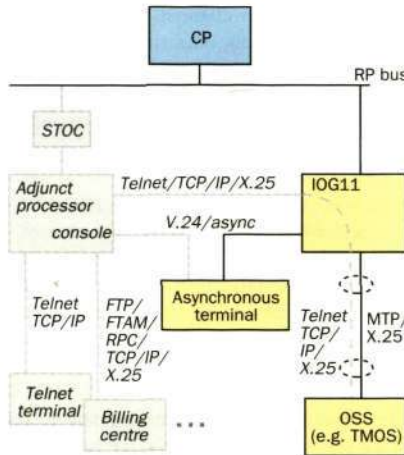 CP
RP bus
STOC
Adjunct
processor
console
Telnet/TCP/IP/X.25
IOG11
V.24/async
Asynchronous
terminal
Telnet
TCP/IP
FTP/
FTAM/
RPC/
TCP/IP/
X.25
Telnet
TCP/
IP/
X.25
MTP/
X.25
Telnet
terminal
Billing
centre
OSS
(e.g. TMOS)